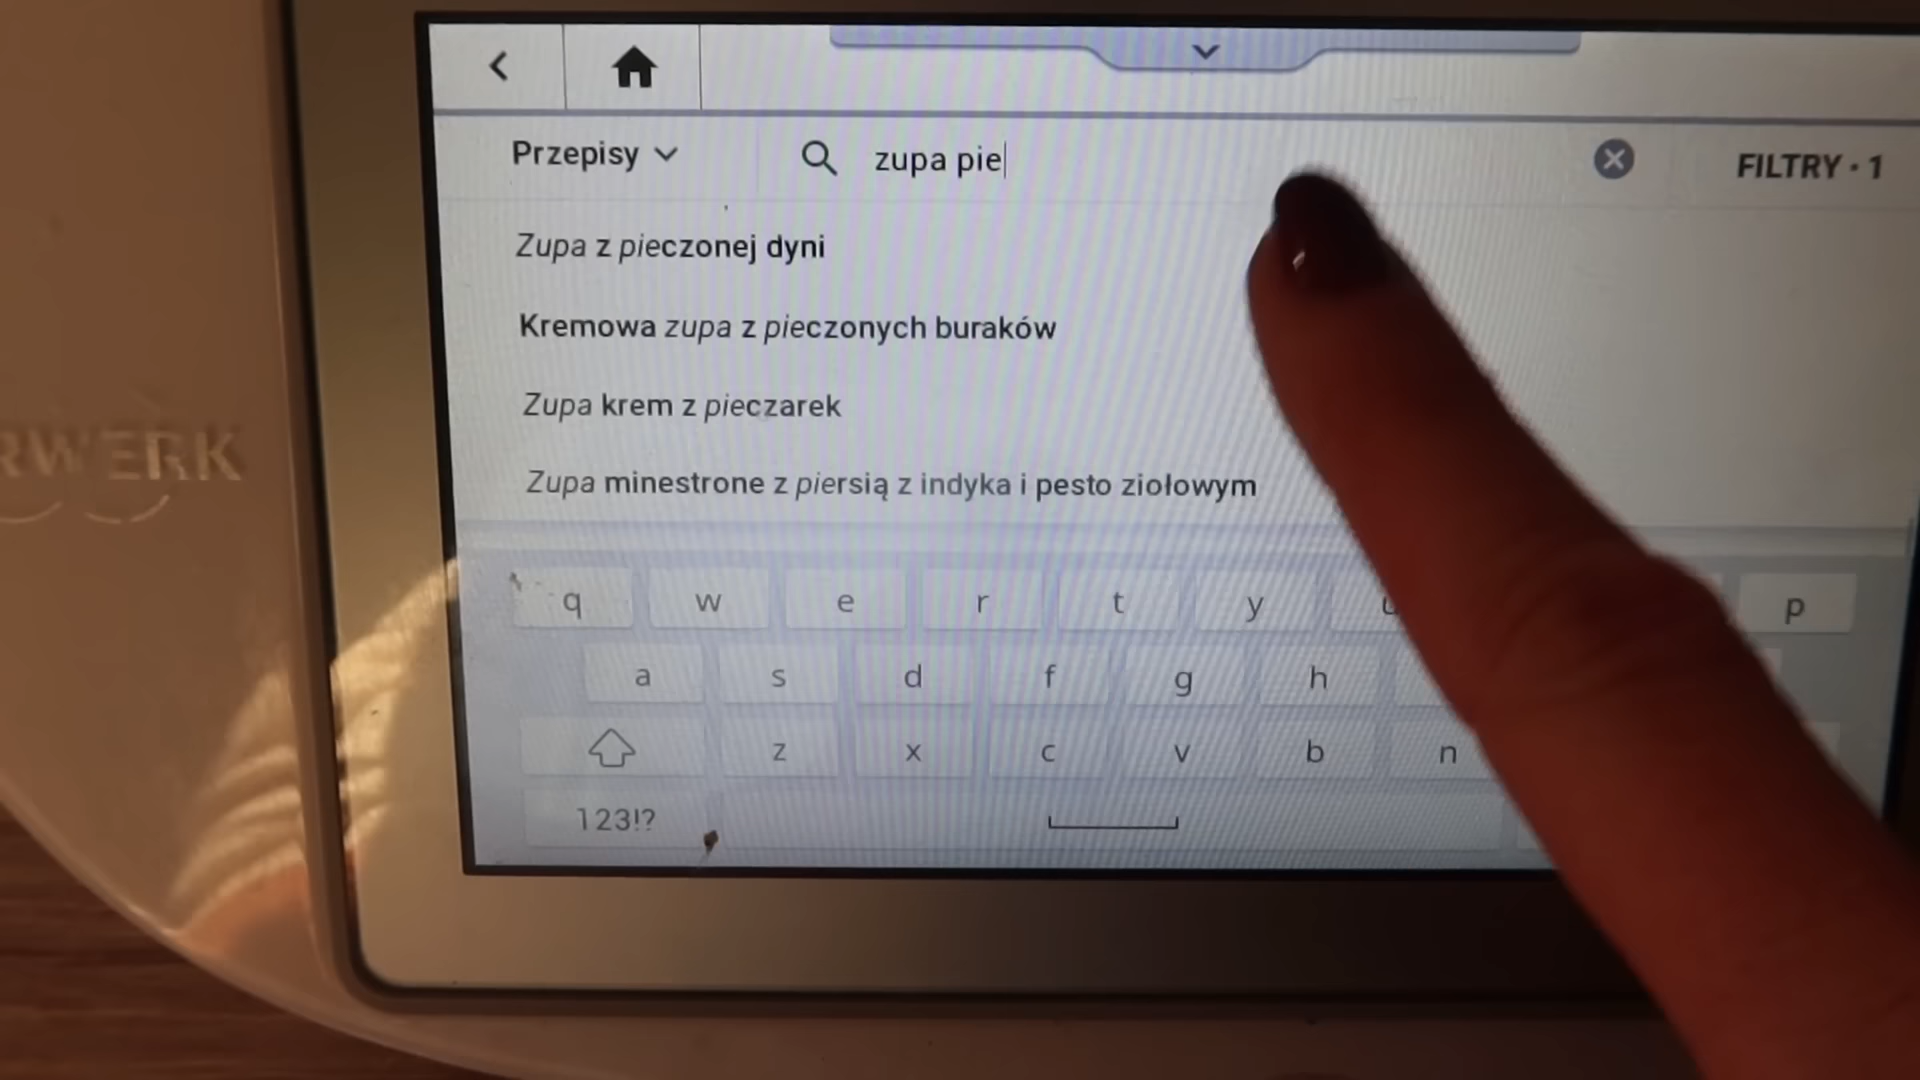 Przepisy
zupa pie
FILTRY · 1
Zupa z pieczonej dyni
Kremowa zupa z pieczonych buraków
Zupa krem z pieczarek
Zupa minestrone z piersią z indyka i pesto ziołowym
RWERK
q w e r t y u p
a s d f g h
z x c v b n
123!?